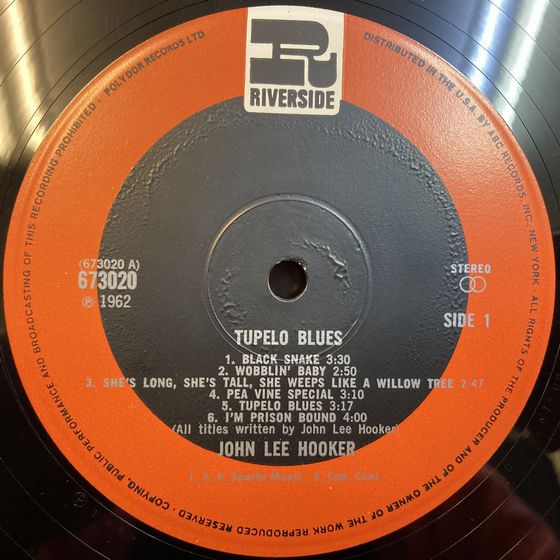 R
RIVERSIDE
POLYDOR RECORDS LTD
DISTRIBUTED IN THE U.S.A. BY ABC RECORDS, INC. NEW YORK · ALL RIGHTS OF THE PRODUCER AND OF THE OWNER OF THE WORK REPRODUCED RESERVED · COPYING, PUBLIC PERFORMANCE AND BROADCASTING OF THIS RECORDING PROHIBITED ·
(673020 A)
673020
℗ 1962
STEREO
SIDE 1
TUPELO BLUES
1. BLACK SNAKE 3:30
2. WOBBLIN' BABY 2:50
3. SHE'S LONG, SHE'S TALL, SHE WEEPS LIKE A WILLOW TREE 2:47
4. PEA VINE SPECIAL 3:10
5. TUPELO BLUES 3:17
6. I'M PRISON BOUND 4:00
(All titles written by John Lee Hooker)
JOHN LEE HOOKER
Sparta Music